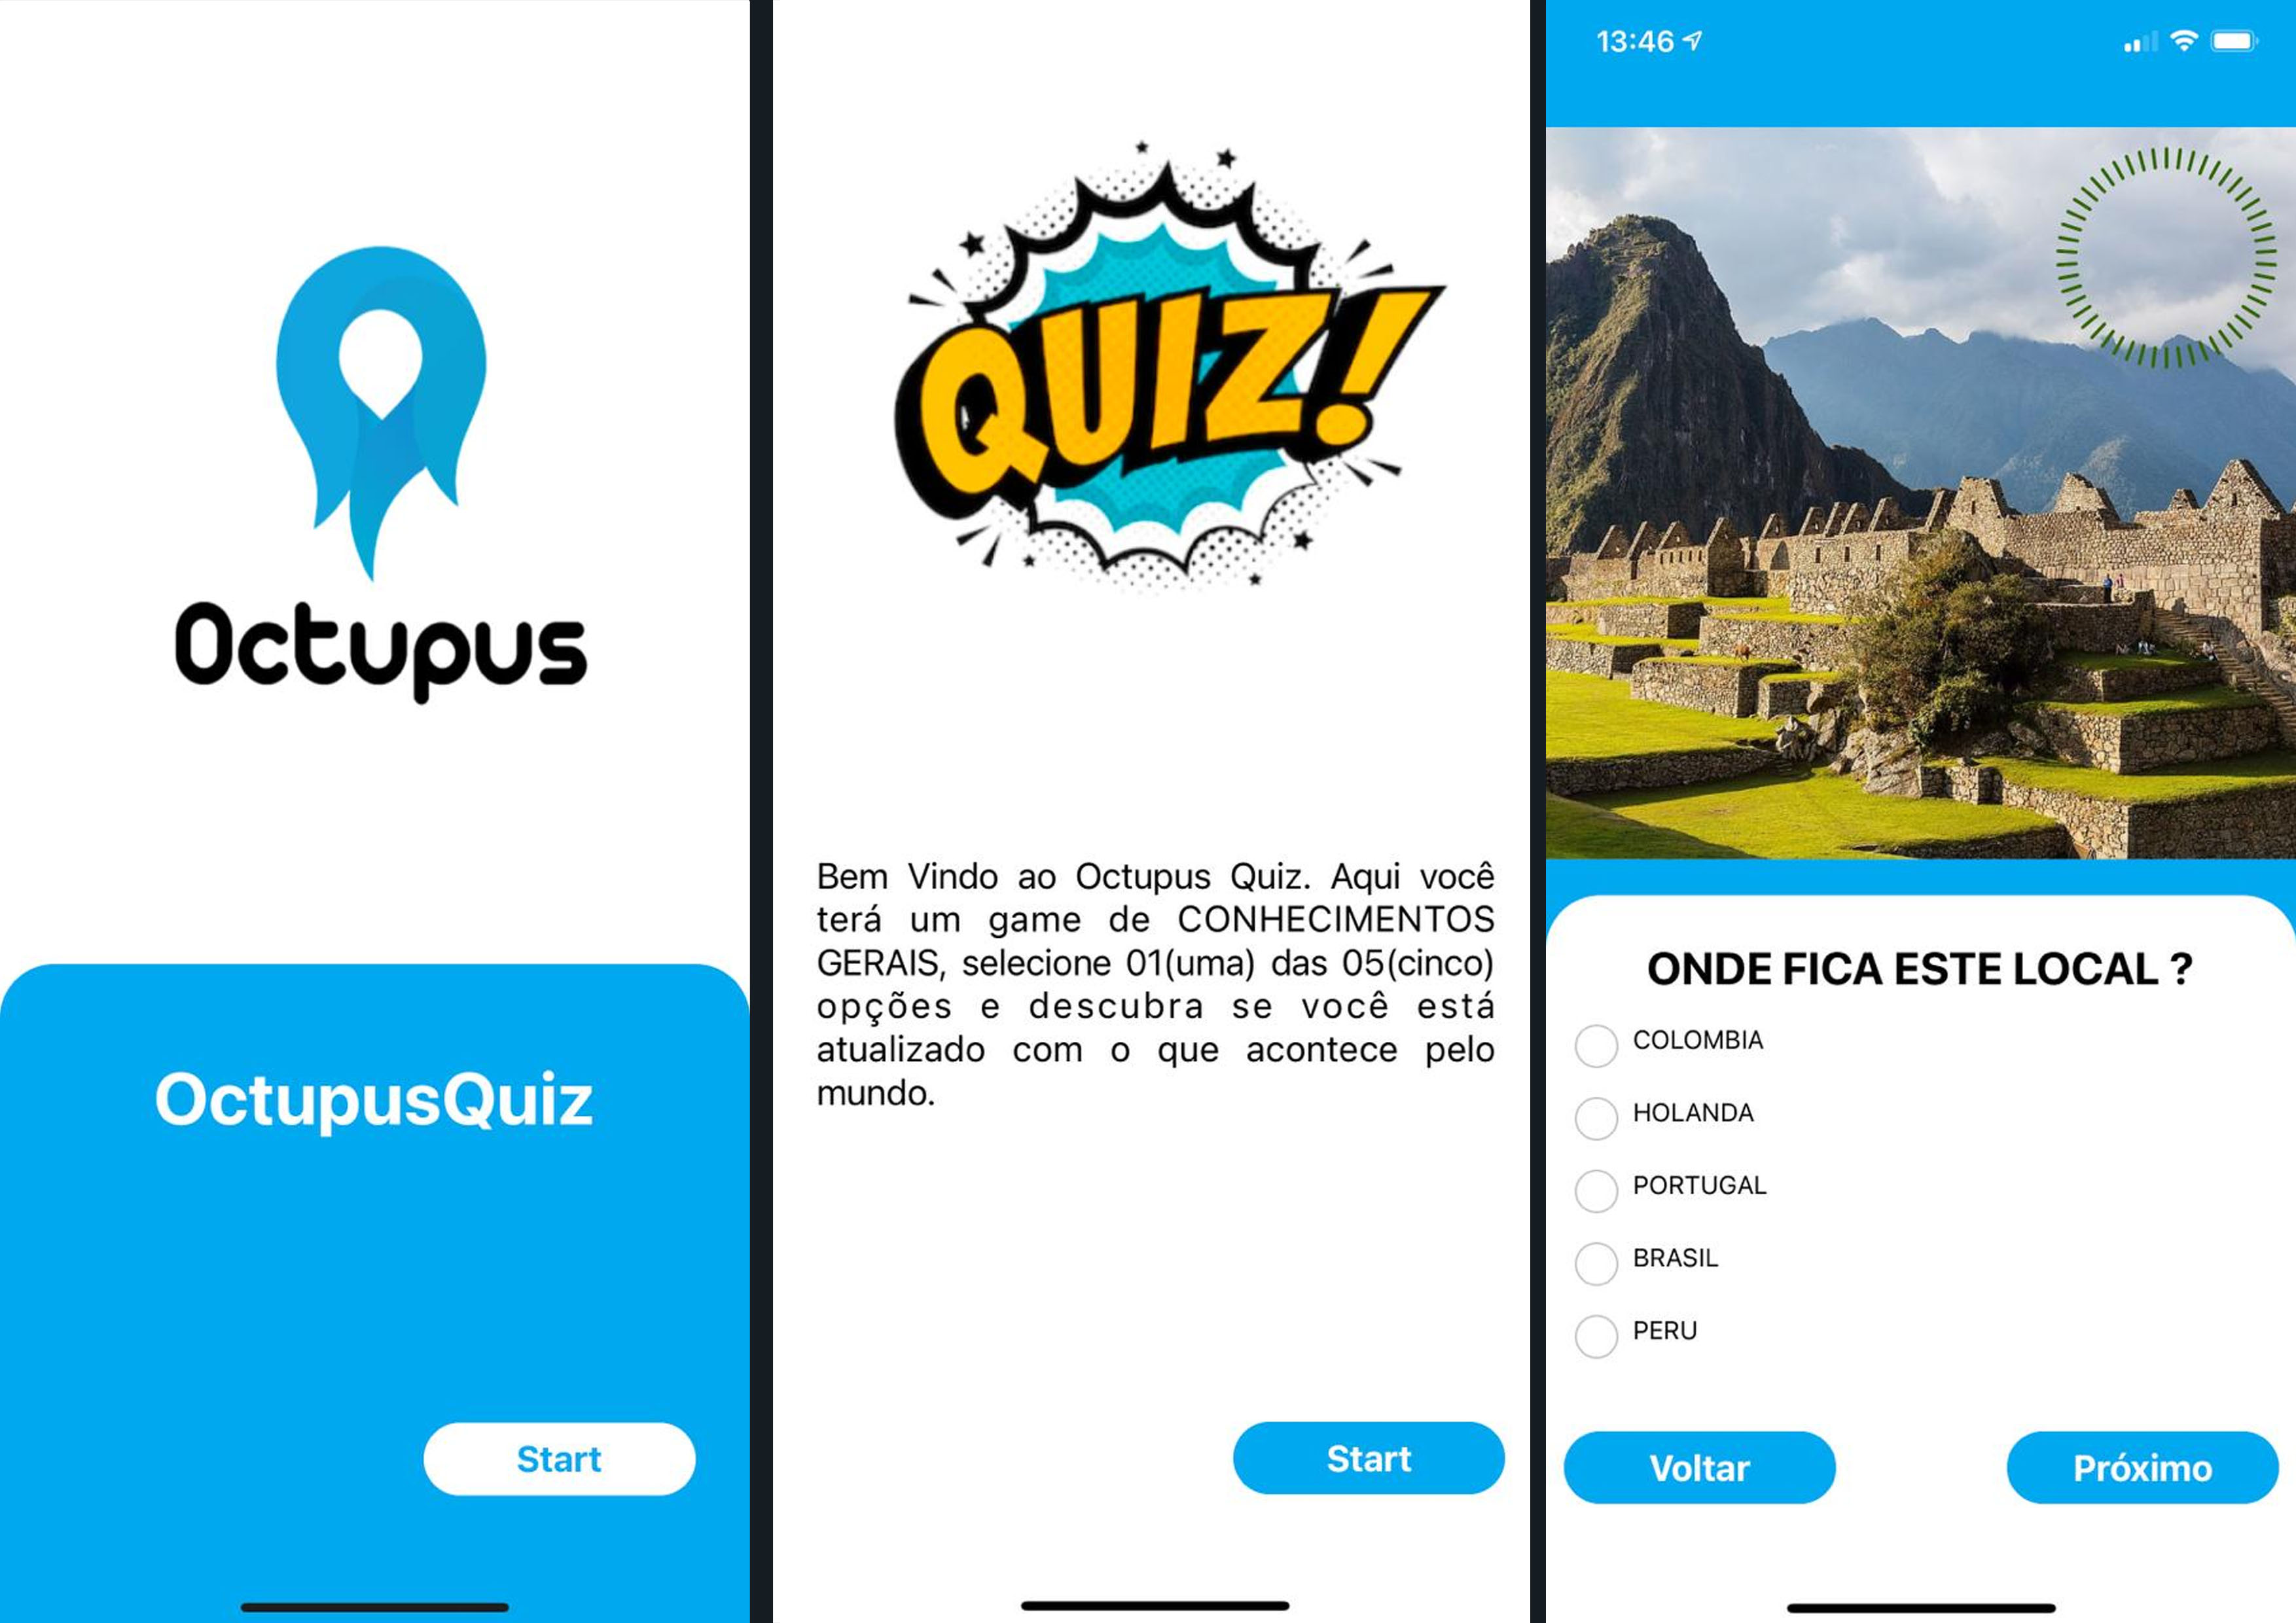 Octupus
OctupusQuiz
Start
QUIZ!
Bem Vindo ao Octupus Quiz. Aqui você
terá um game de CONHECIMENTOS
GERAIS, selecione 01(uma) das 05(cinco)
opções e descubra se você está
atualizado com o que acontece pelo
mundo.
Start
13:46
ONDE FICA ESTE LOCAL ?
COLOMBIA
HOLANDA
PORTUGAL
BRASIL
PERU
Voltar
Próximo